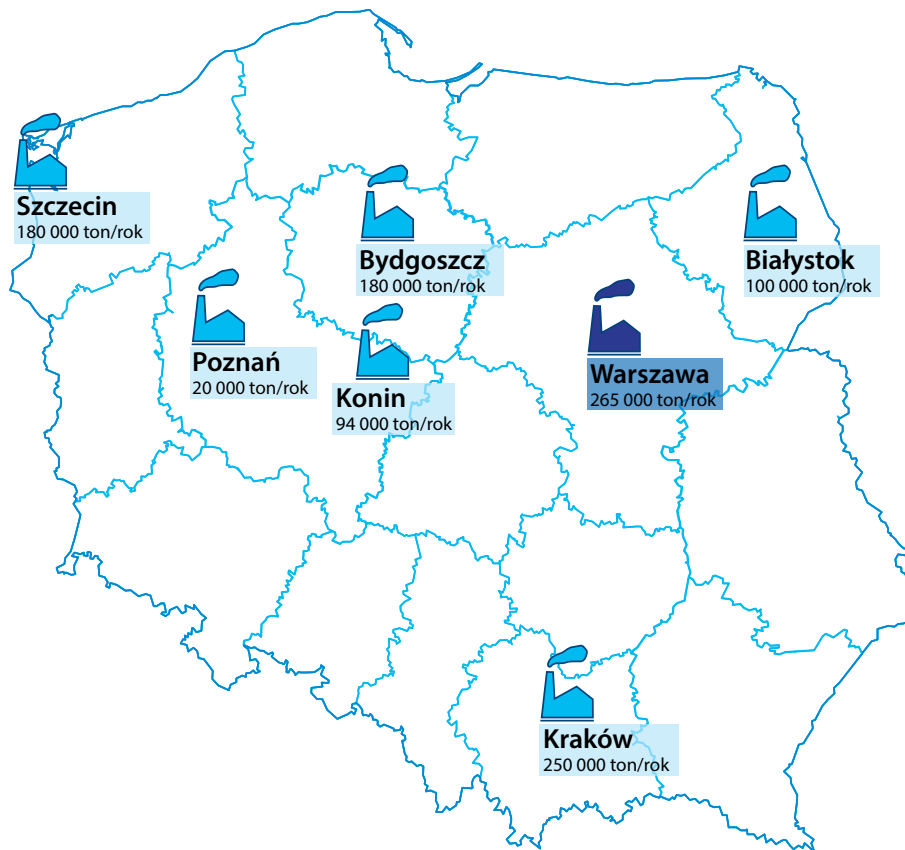 Szczecin
180 000 ton/rok
Bydgoszcz
180 000 ton/rok
Białystok
100 000 ton/rok
Poznań
20 000 ton/rok
Konin
94 000 ton/rok
Warszawa
265 000 ton/rok
Kraków
250 000 ton/rok